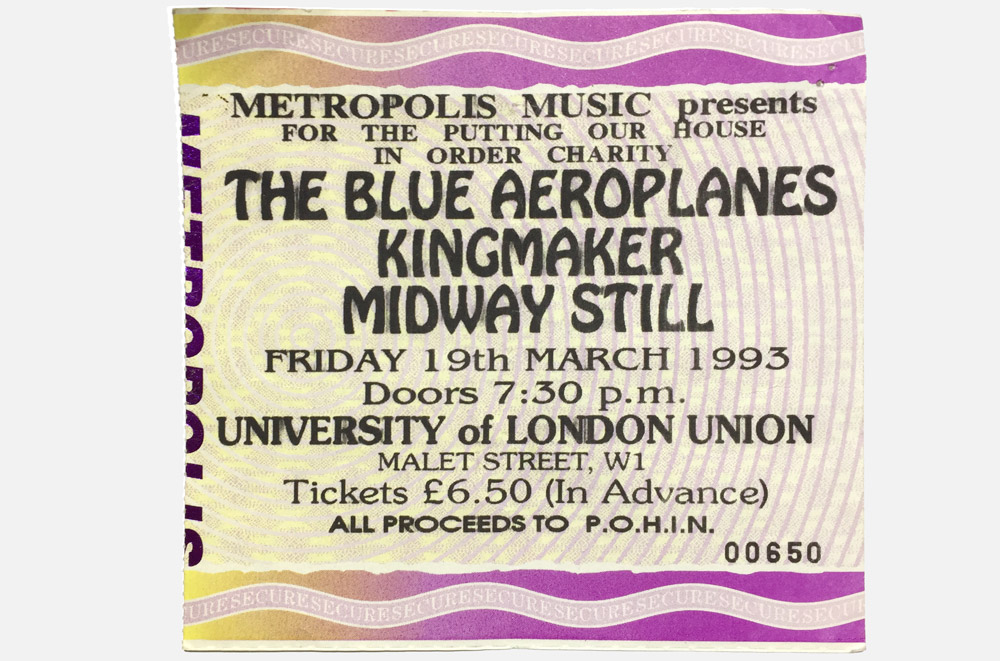 SECURESECURESECURESECURESECURESECURESECURESECURE
METROPOLIS MUSIC presents
FOR THE PUTTING OUR HOUSE
IN ORDER CHARITY
THE BLUE AEROPLANES
KINGMAKER
MIDWAY STILL
FRIDAY 19th MARCH 1993
Doors 7:30 p.m.
UNIVERSITY of LONDON UNION
MALET STREET, W1
Tickets £6.50 (In Advance)
ALL PROCEEDS TO P.O.H.I.N.
00650
METROPOLIS
SECURESECURESECURESECURESECURESECURESECURESECURE